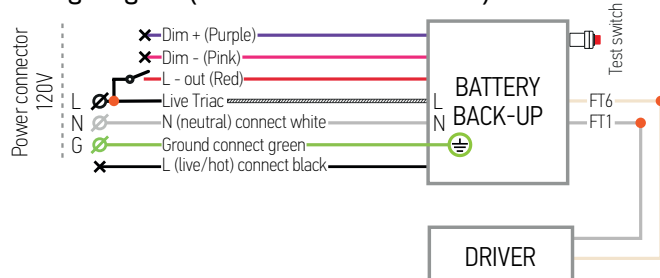 Dim + (Purple)
Dim - (Pink)
L - out (Red)
Live Triac
N (neutral) connect white
Ground connect green
L (live/hot) connect black
Power connector
120V
L
N
G
L
N
BATTERY
BACK-UP
Test switch
FT6
FT1
DRIVER